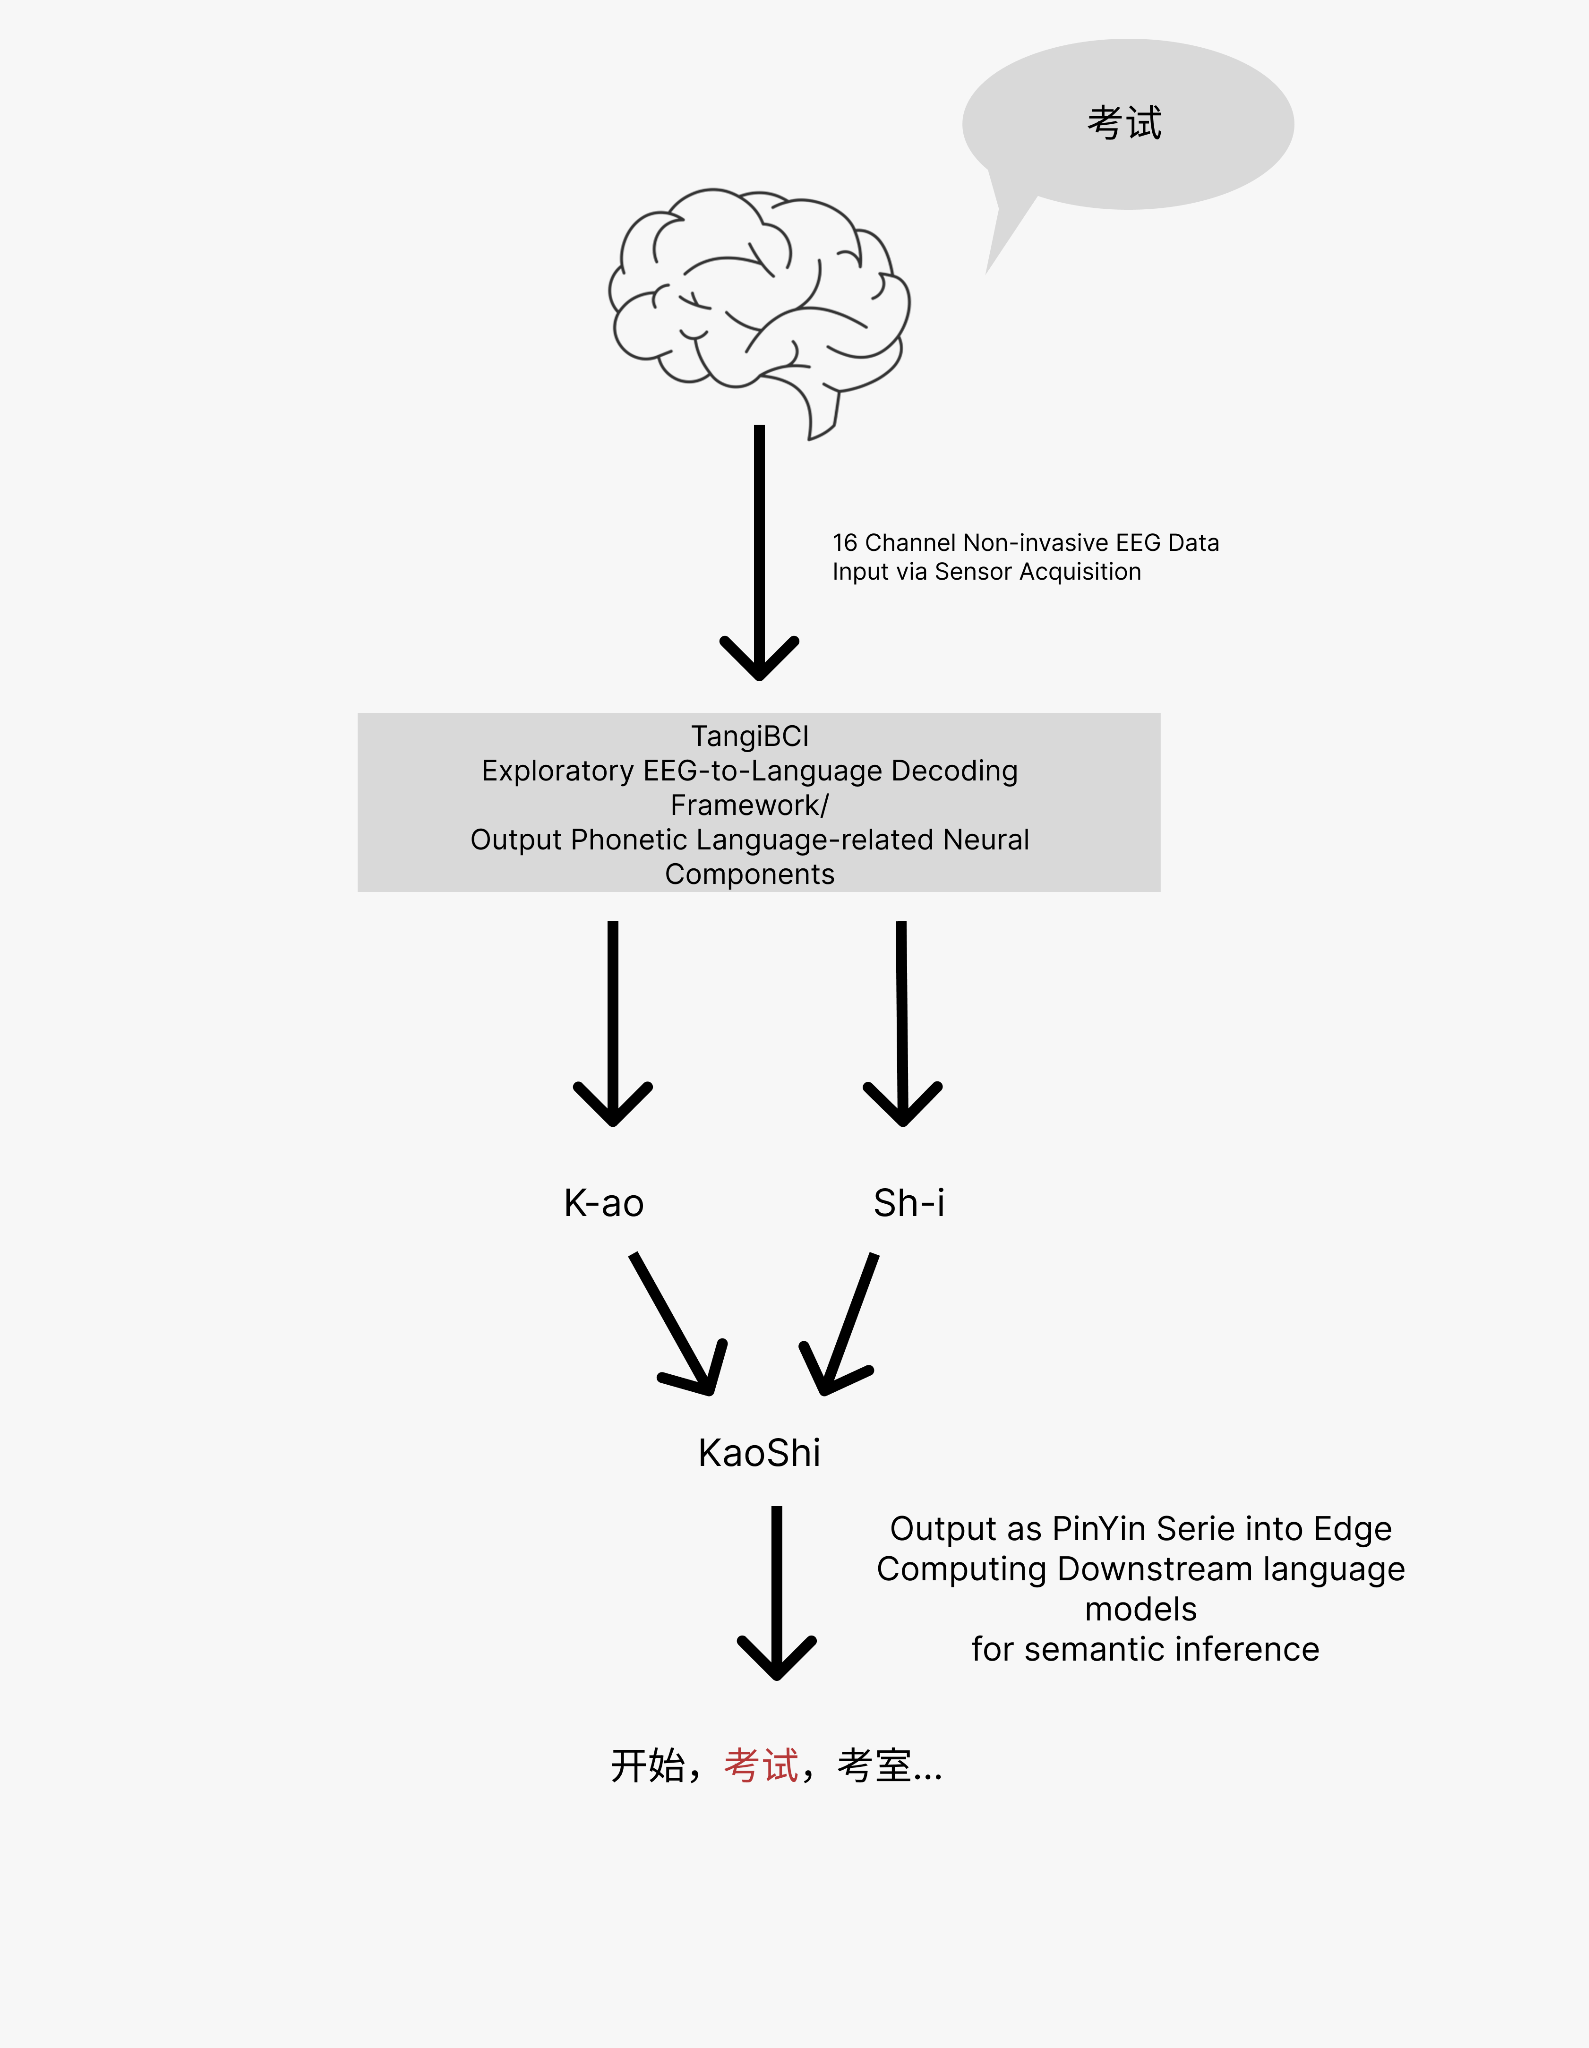 考试
16 Channel Non-invasive EEG Data
Input via Sensor Acquisition
TangiBCI
Exploratory EEG-to-Language Decoding
Framework/
Output Phonetic Language-related Neural
Components
K-ao
Sh-i
KaoShi
Output as PinYin Serie into Edge
Computing Downstream language
models
for semantic inference
开始，考试，考室...